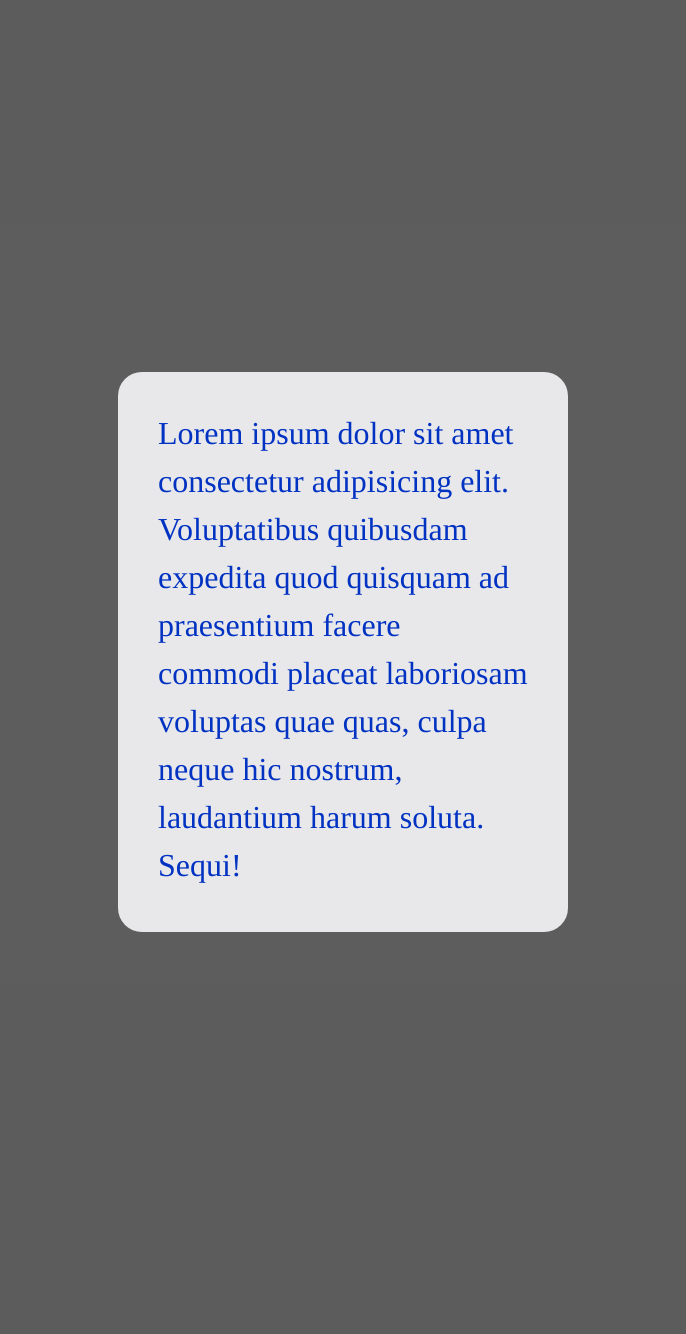 Lorem ipsum dolor sit amet
consectetur adipisicing elit.
Voluptatibus quibusdam
expedita quod quisquam ad
praesentium facere
commodi placeat laboriosam
voluptas quae quas, culpa
neque hic nostrum,
laudantium harum soluta.
Sequi!